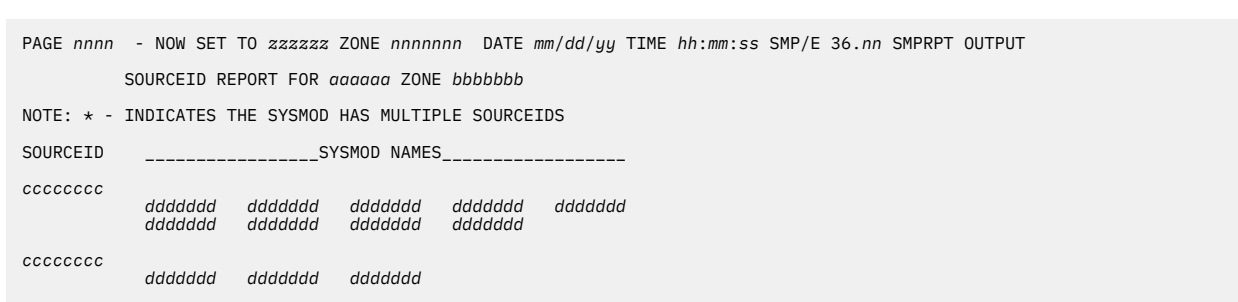 PAGE nnnn - NOW SET TO zzzzzz ZONE nnnnnnn DATE mm/dd/yy TIME hh:mm:ss SMP/E 36.nn SMPRPT OUTPUT
SOURCEID REPORT FOR aaaaaa ZONE bbbbbbb
NOTE: * - INDICATES THE SYSMOD HAS MULTIPLE SOURCEIDS
SOURCEID _________________SYSMOD NAMES__________________
cccccccc
ddddddd ddddddd ddddddd ddddddd ddddddd
ddddddd ddddddd ddddddd ddddddd
cccccccc
ddddddd ddddddd ddddddd